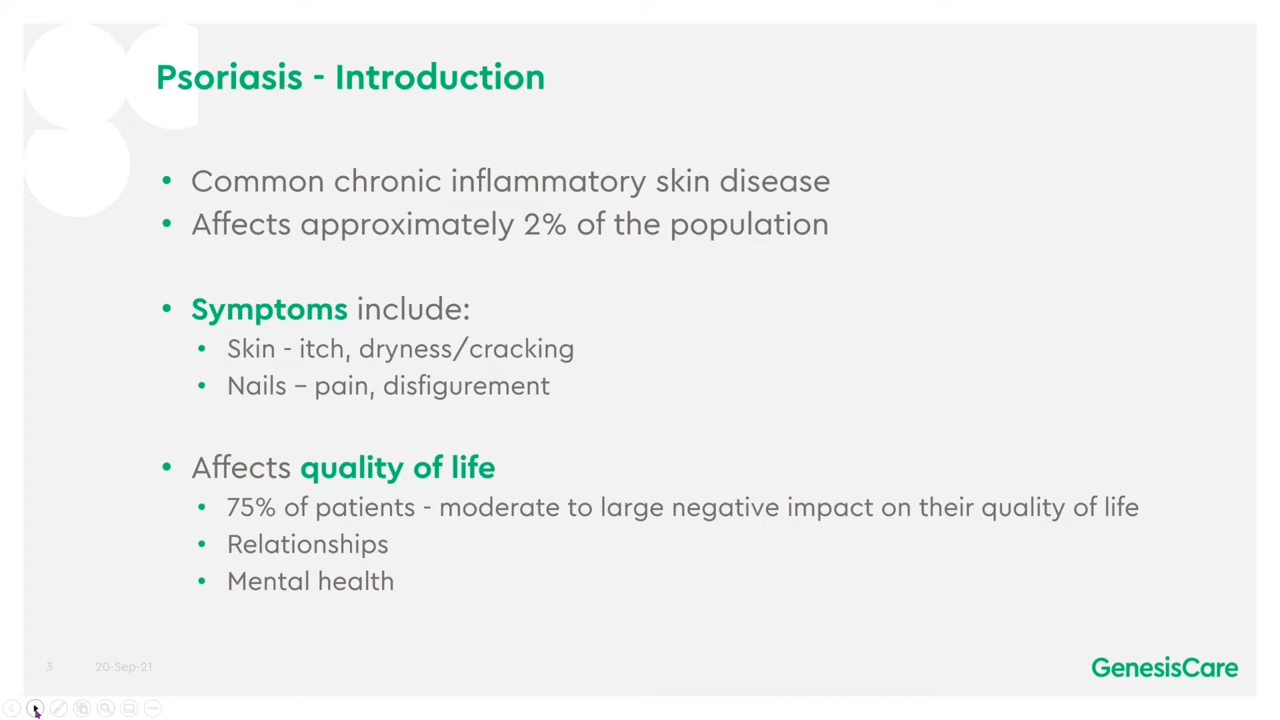 Psoriasis - Introduction
• Common chronic inflammatory skin disease
• Affects approximately 2% of the population
• Symptoms include:
• Skin - itch, dryness/cracking
• Nails – pain, disfigurement
• Affects quality of life
• 75% of patients - moderate to large negative impact on their quality of life
• Relationships
• Mental health
3 20-Sep-21
GenesisCare